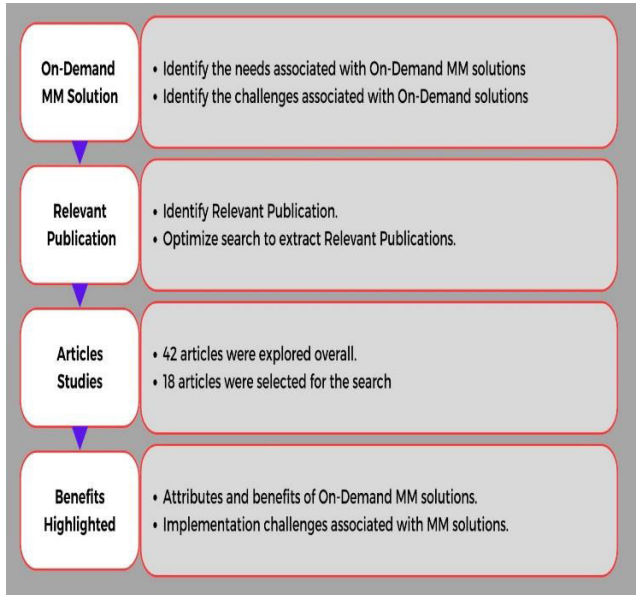 On-Demand
MM Solution
• Identify the needs associated with On-Demand MM solutions
• Identify the challenges associated with On-Demand solutions
Relevant
Publication
• Identify Relevant Publication.
• Optimize search to extract Relevant Publications.
Articles
Studies
• 42 articles were explored overall.
• 18 articles were selected for the search
Benefits
Highlighted
• Attributes and benefits of On-Demand MM solutions.
• Implementation challenges associated with MM solutions.